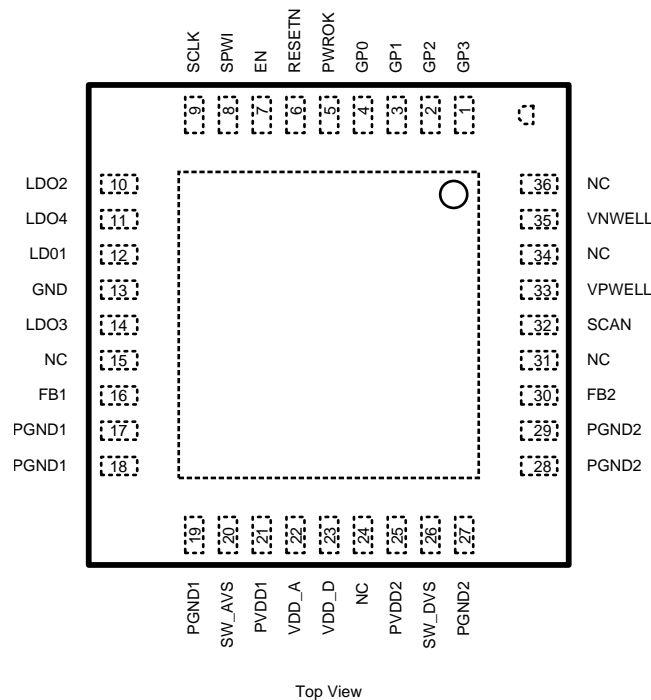 SCLK
SPWI
EN
RESETN
PWROK
GP0
GP1
GP2
GP3
9
8
7
6
5
4
3
2
1
LDO2 10
LDO4 11
LD01 12
GND 13
LDO3 14
NC 15
FB1 16
PGND1 17
PGND1 18
36 NC
35 VNWELL
34 NC
33 VPWELL
32 SCAN
31 NC
30 FB2
29 PGND2
28 PGND2
19
20
21
22
23
24
25
26
27
PGND1
SW_AVS
PVDD1
VDD_A
VDD_D
NC
PVDD2
SW_DVS
PGND2
Top View